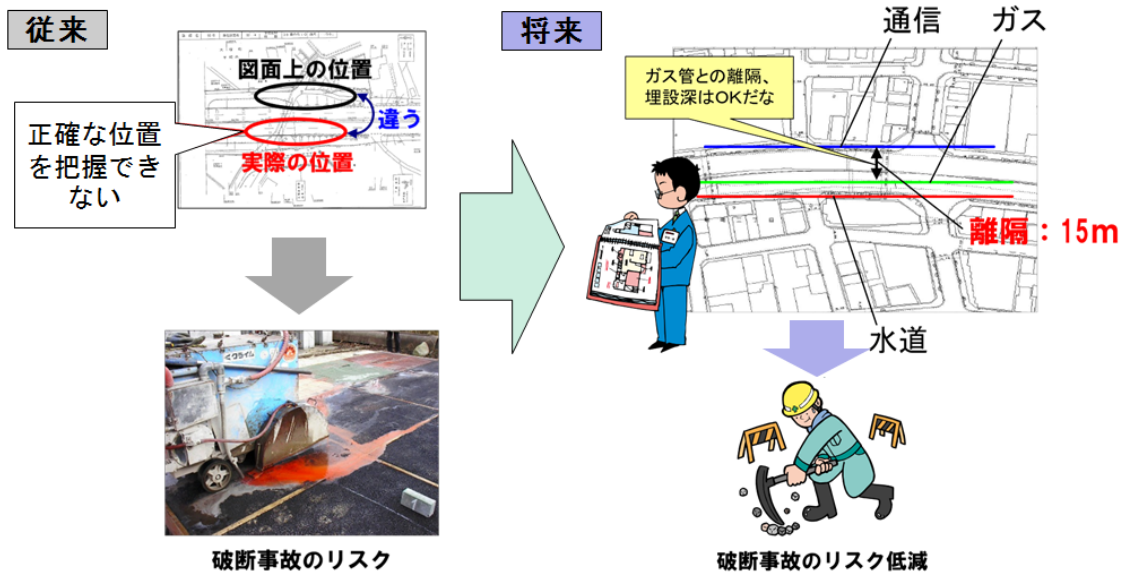 従来
図面上の位置
違う
実際の位置
正確な位置
を把握でき
ない
破断事故のリスク
将来
通信
ガス
ガス管との離隔、
埋設深はOKだな
離隔：15m
水道
破断事故のリスク低減